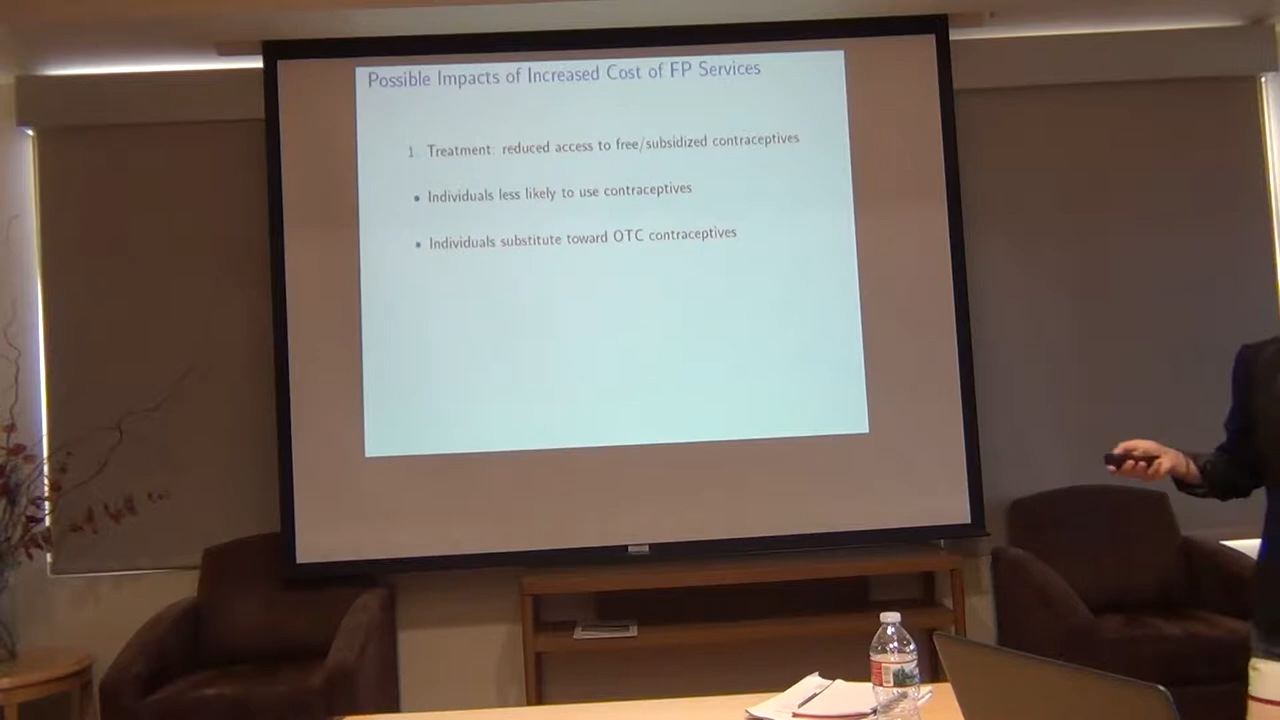 Possible Impacts of Increased Cost of FP Services
1 Treatment: reduced access to free/subsidized contraceptives
• Individuals less likely to use contraceptives
• Individuals substitute toward OTC contraceptives